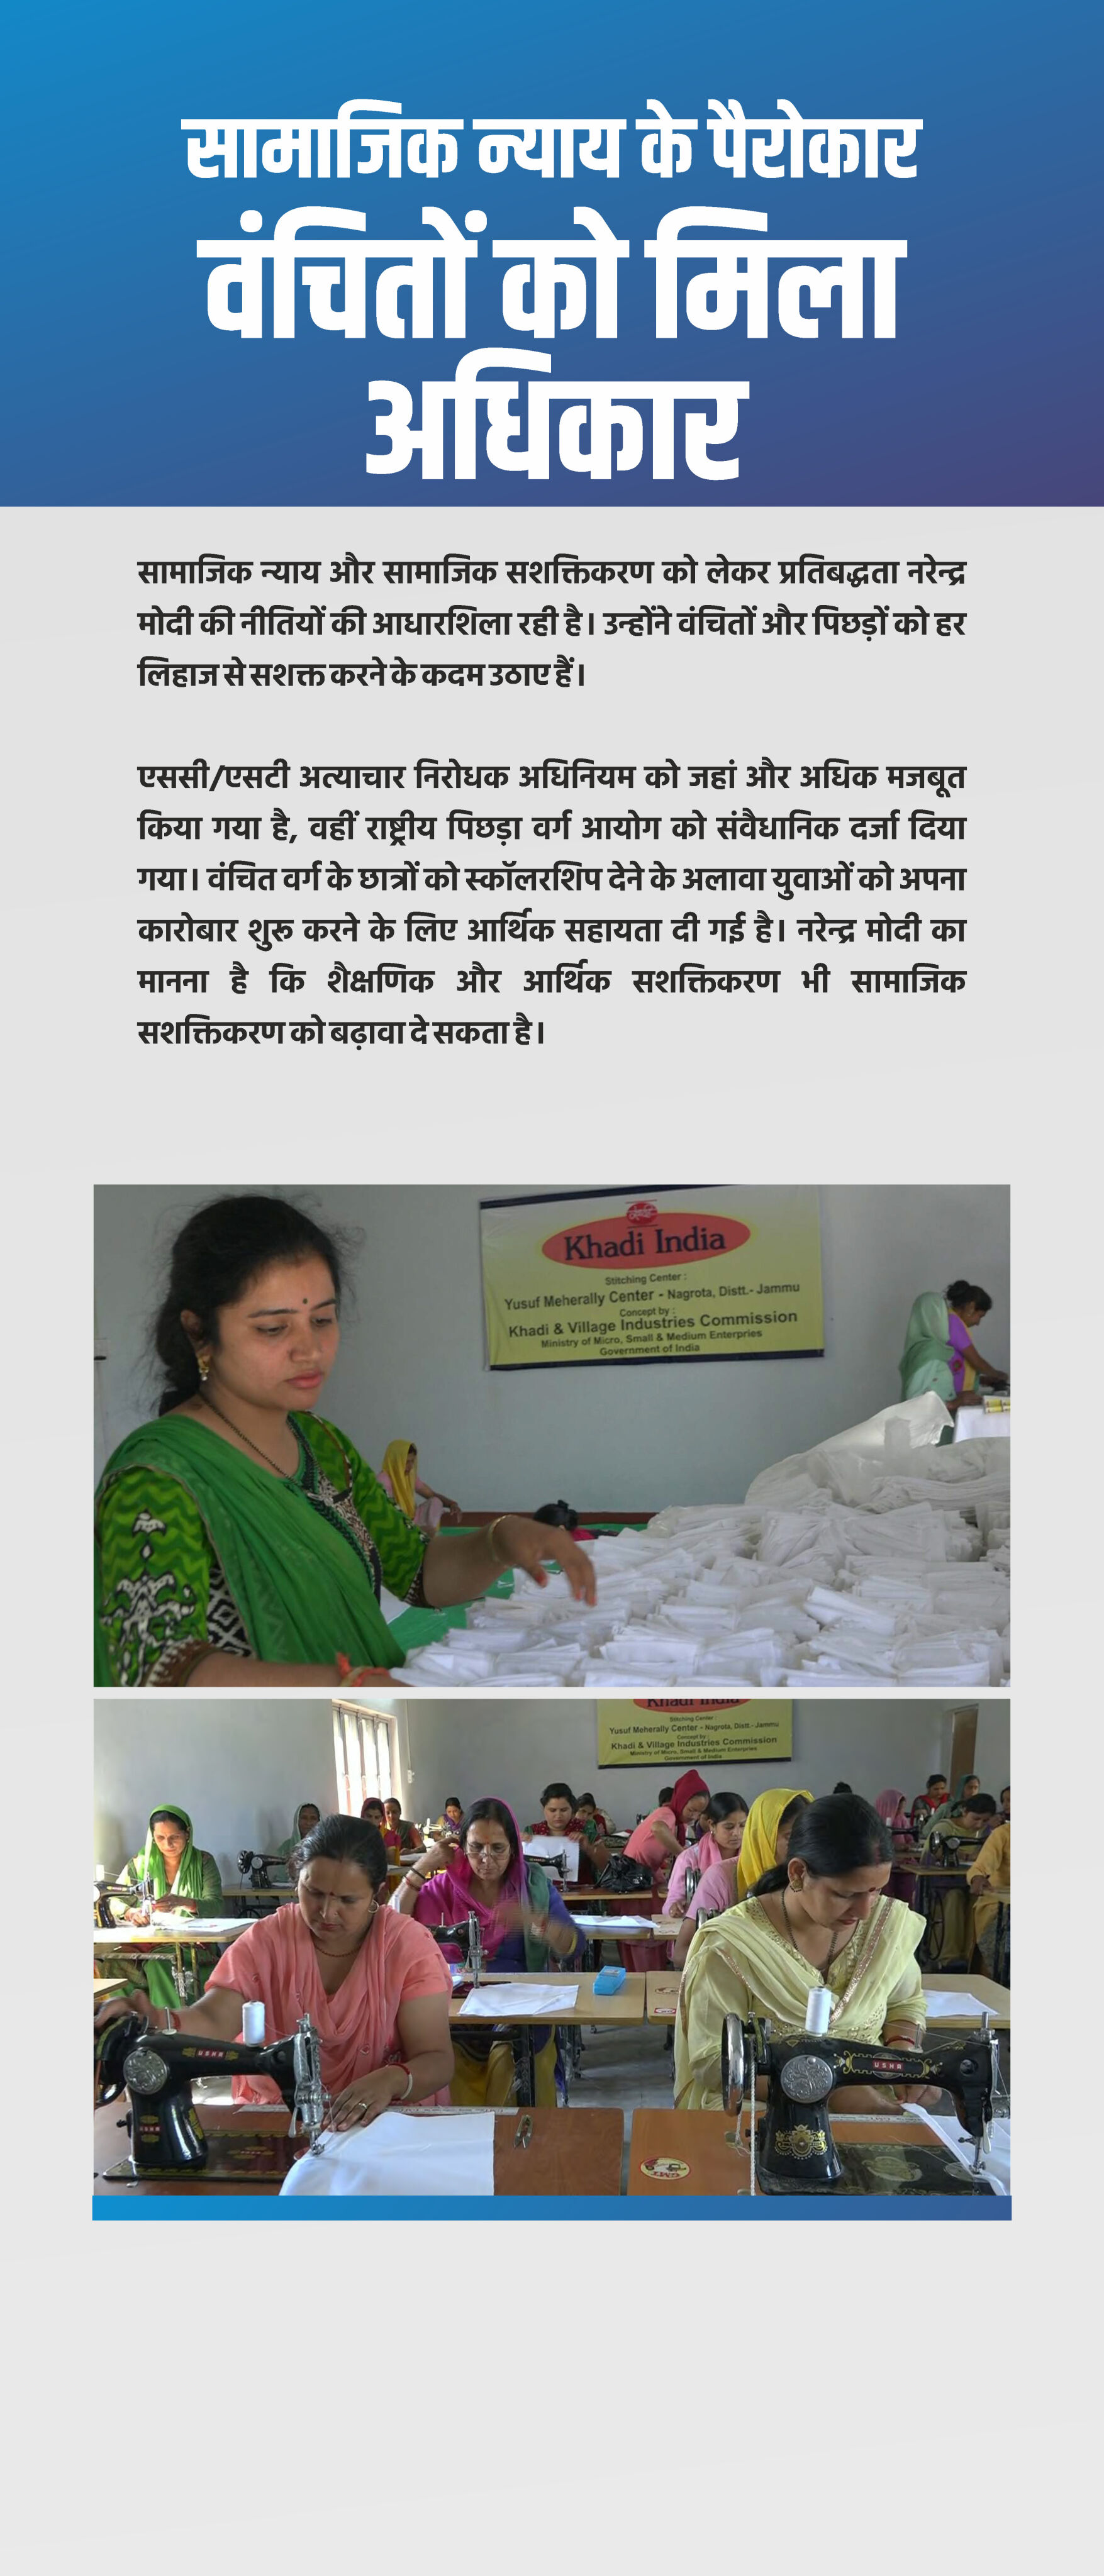 सामाजिक न्याय के पैरोकार
वंचितों को मिला
अधिकार
सामाजिक न्याय और सामाजिक सशक्तिकरण को लेकर प्रतिबद्धता नरेन्द्र
मोदी की नीतियों की आधारशिला रही है। उन्होंने वंचितों और पिछड़ों को हर
लिहाज से सशक्त करने के कदम उठाए हैं।
एससी/एसटी अत्याचार निरोधक अधिनियम को जहां और अधिक मजबूत
किया गया है, वहीं राष्ट्रीय पिछड़ा वर्ग आयोग को संवैधानिक दर्जा दिया
गया। वंचित वर्ग के छात्रों को स्कॉलरशिप देने के अलावा युवाओं को अपना
कारोबार शुरू करने के लिए आर्थिक सहायता दी गई है। नरेन्द्र मोदी का
मानना है कि शैक्षणिक और आर्थिक सशक्तिकरण भी सामाजिक
सशक्तिकरण को बढ़ावा दे सकता है।
Khadi India
Stitching Center :
Yusuf Meherally Center - Nagrota, Distt.- Jammu
Concept by :
Khadi & Village Industries Commission
Ministry of Micro, Small & Medium Enterpries
Government of India
Khadi India
Stitching Center :
Yusuf Meherally Center - Nagrota, Distt.- Jammu
Concept by :
Khadi & Village Industries Commission
Ministry of Micro, Small & Medium Enterpries
Government of India
USHA
USHA
USHA
GMT